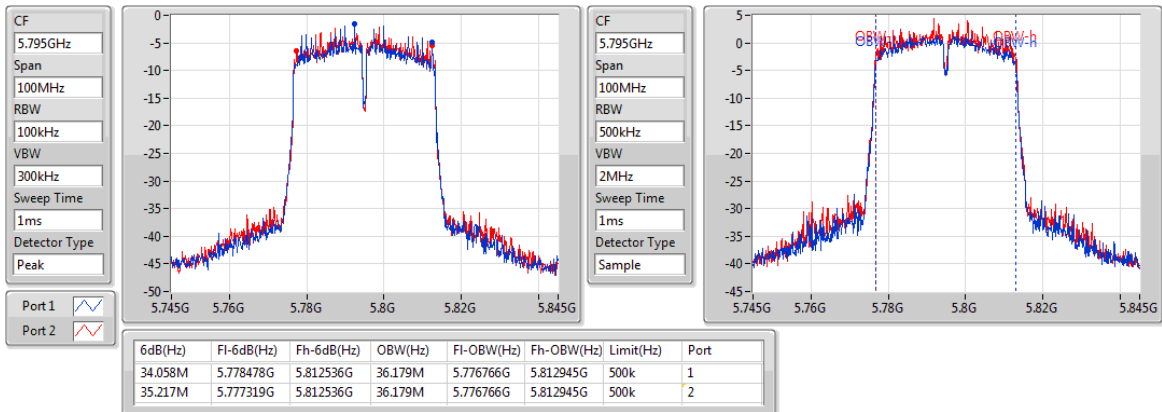 CF
5.795GHz
Span
100MHz
RBW
100kHz
VBW
300kHz
Sweep Time
1ms
Detector Type
Peak
Port 1
Port 2
0
-5
-10
-15
-20
-25
-30
-35
-40
-45
-50
5.745G 5.76G 5.78G 5.8G 5.82G 5.845G
CF
5.795GHz
Span
100MHz
RBW
500kHz
VBW
2MHz
Sweep Time
1ms
Detector Type
Sample
5
0
-5
-10
-15
-20
-25
-30
-35
-40
-45
OBW-h
5.745G 5.76G 5.78G 5.8G 5.82G 5.845G
6dB(Hz) Fl-6dB(Hz) Fh-6dB(Hz) OBW(Hz) Fl-OBW(Hz) Fh-OBW(Hz) Limit(Hz) Port
34.058M 5.778478G 5.812536G 36.179M 5.776766G 5.812945G 500k 1
35.217M 5.777319G 5.812536G 36.179M 5.776766G 5.812945G 500k 2